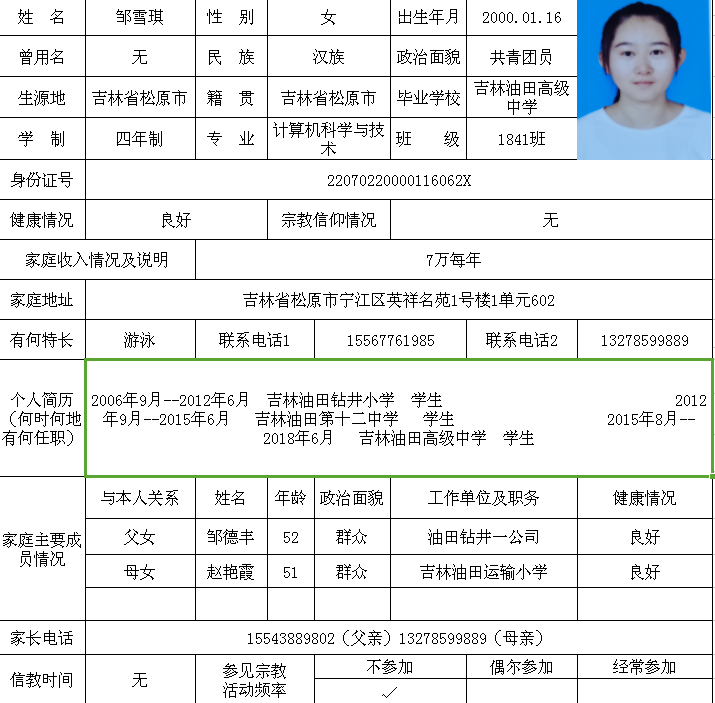 姓 名 邹雪琪 性 别 女 出生年月 2000.01.16
曾用名 无 民 族 汉族 政治面貌 共青团员
生源地 吉林省松原市 籍 贯 吉林省松原市 毕业学校 吉林油田高级
中学
学 制 四年制 专 业 计算机科学与技
术 班 级 1841班
身份证号 22070220000116062X
健康情况 良好 宗教信仰情况 无
家庭收入情况及说明 7万每年
家庭地址 吉林省松原市宁江区英祥名苑1号楼1单元602
有何特长 游泳 联系电话1 15567761985 联系电话2 13278599889
个人简历
(何时何地
有何任职)
2006年9月--2012年6月 吉林油田钻井小学 学生 2012
年9月--2015年6月 吉林油田第十二中学 学生 2015年8月--
2018年6月 吉林油田高级中学 学生
家庭主要成
员情况
与本人关系 姓名 年龄 政治面貌 工作单位及职务 健康情况
父女 邹德丰 52 群众 油田钻井一公司 良好
母女 赵艳霞 51 群众 吉林油田运输小学 良好
家长电话 15543889802（父亲）13278599889（母亲）
信教时间 无 参见宗教
活动频率 不参加 偶尔参加 经常参加
✓